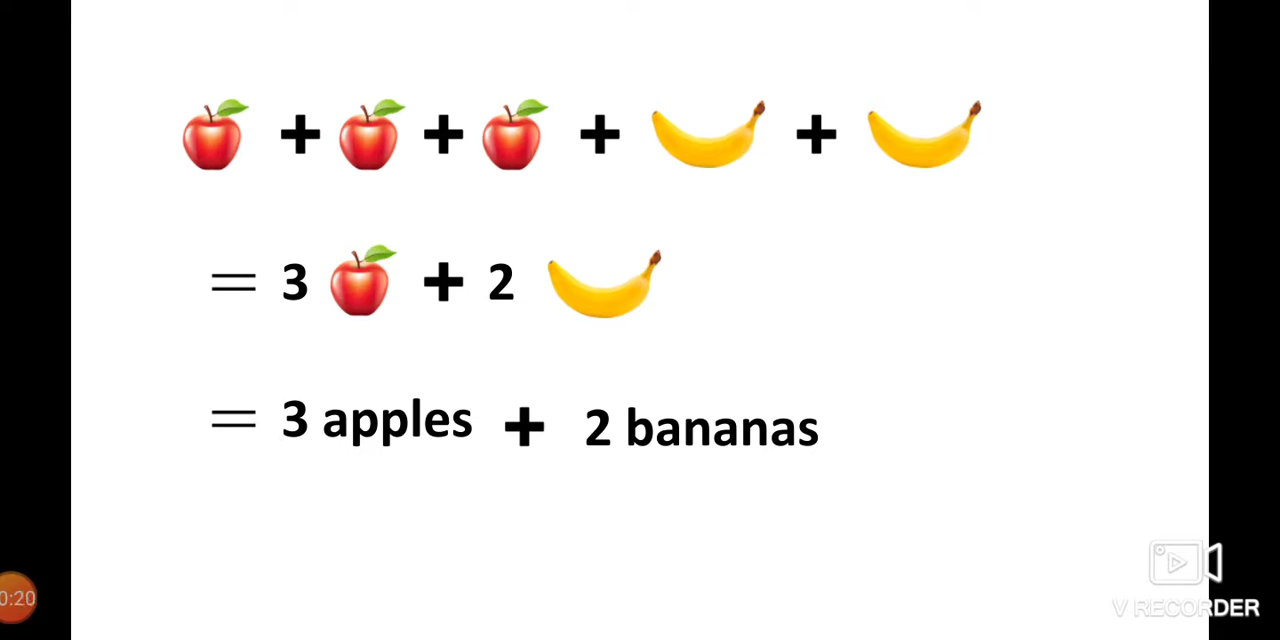 + + + +
= 3 + 2
= 3 apples + 2 bananas
0:20
V RECORDER